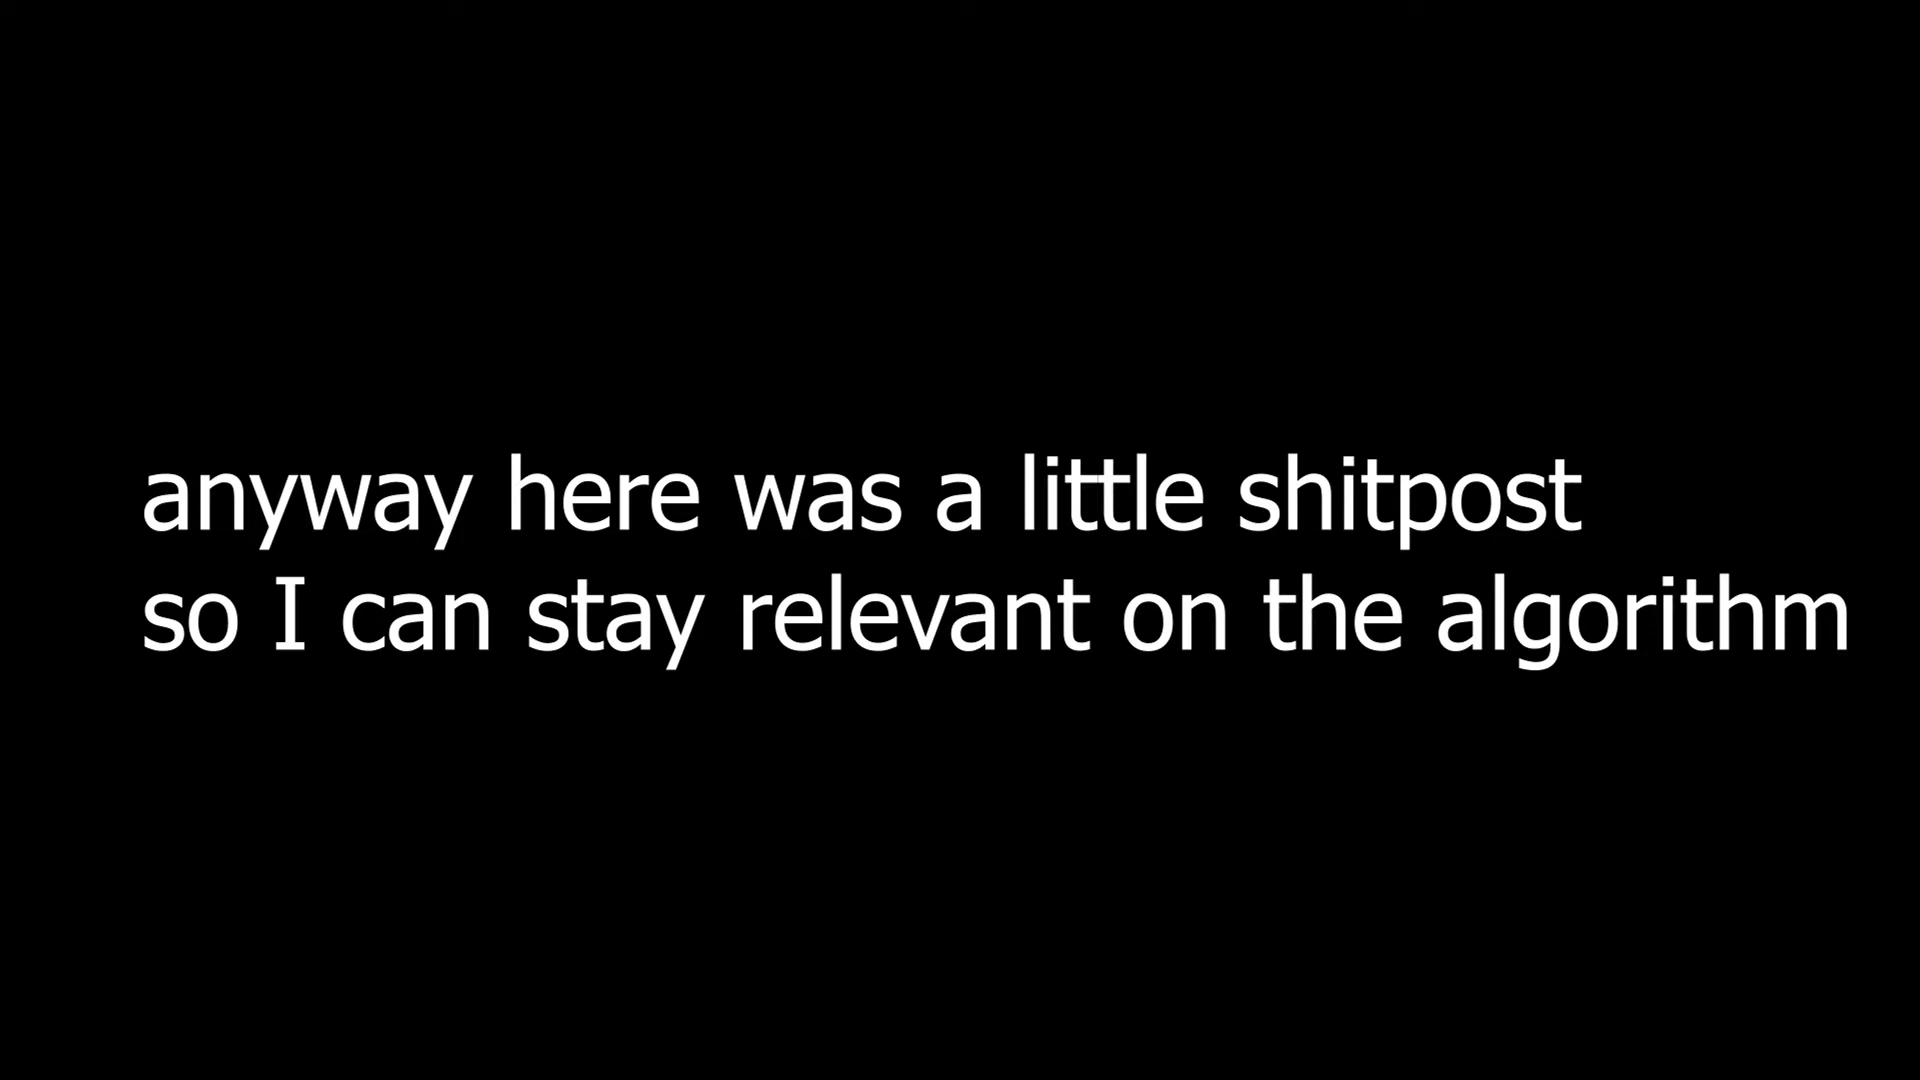 anyway here was a little shitpost
so I can stay relevant on the algorithm